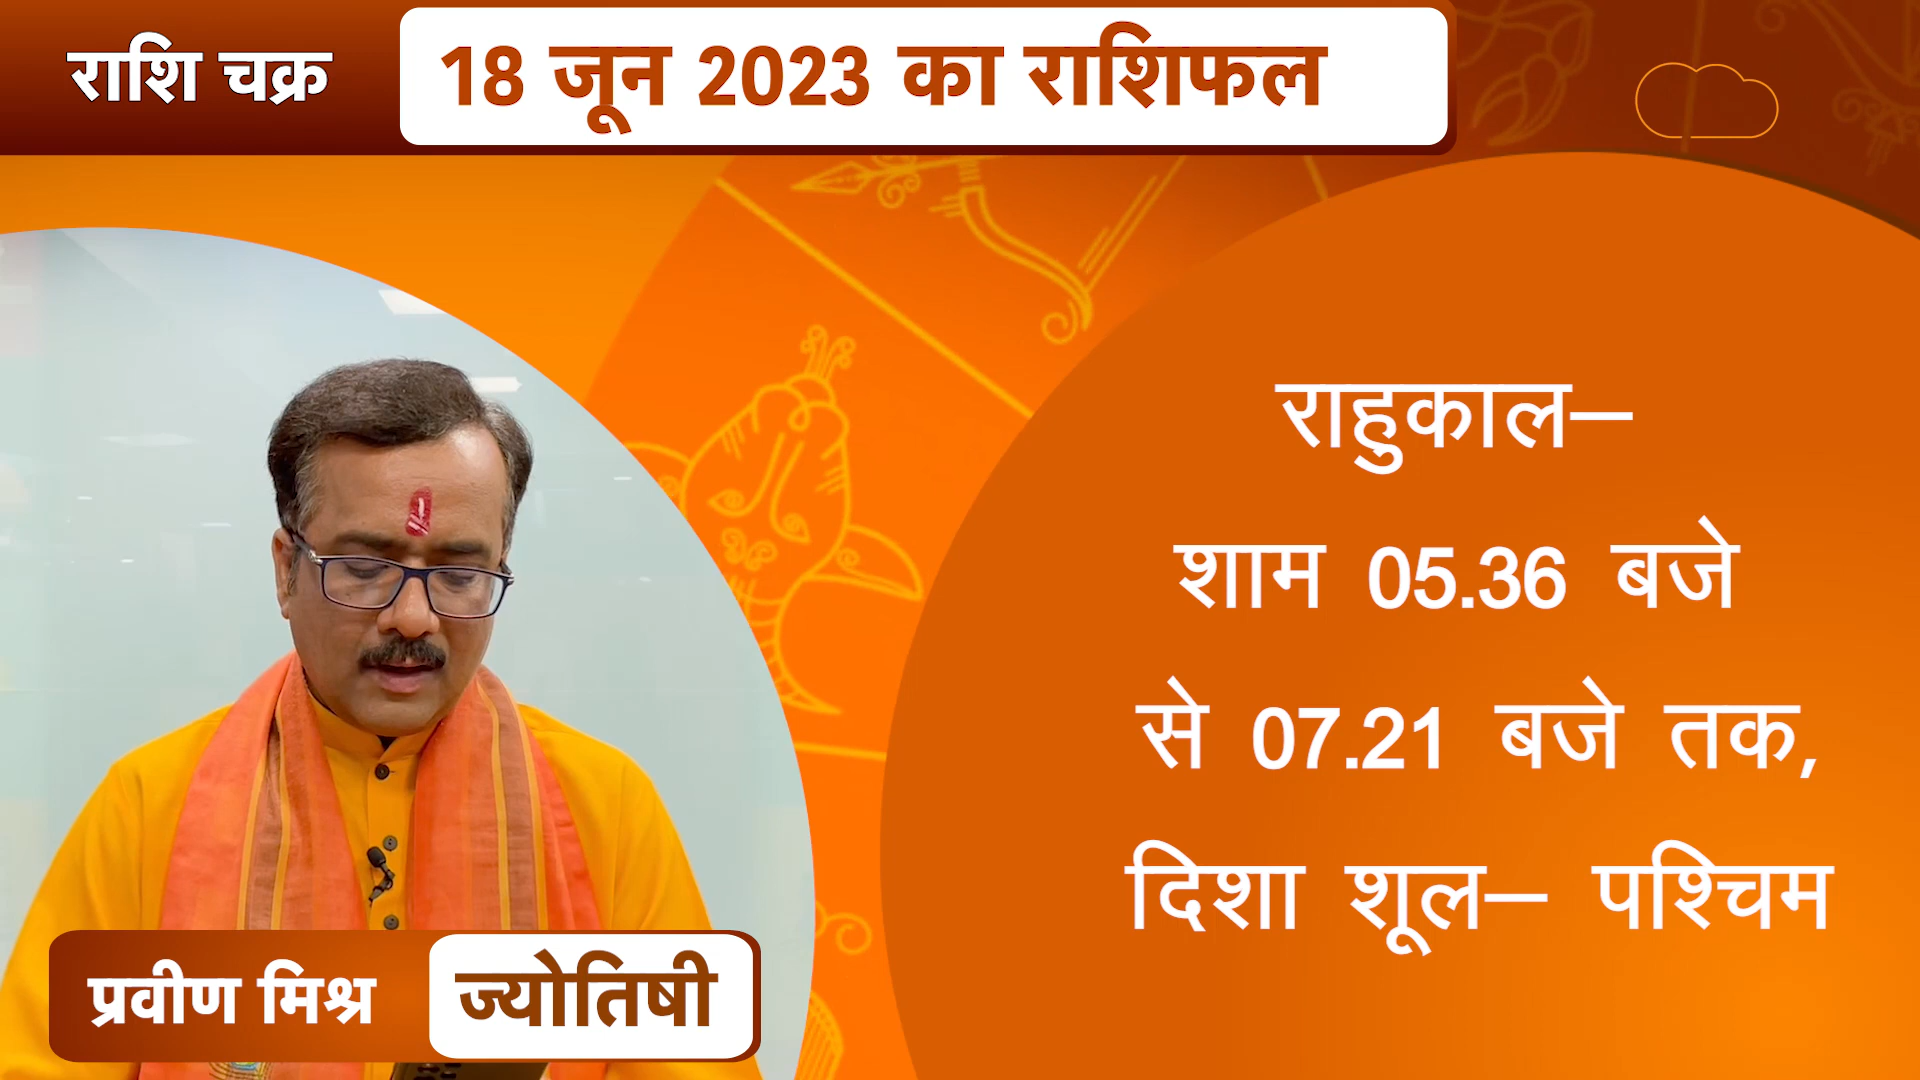 राशि चक्र
18 जून 2023 का राशिफल
राहुकाल–
शाम 05.36 बजे
से 07.21 बजे तक,
दिशा शूल– पश्चिम
प्रवीण मिश्र
ज्योतिषी